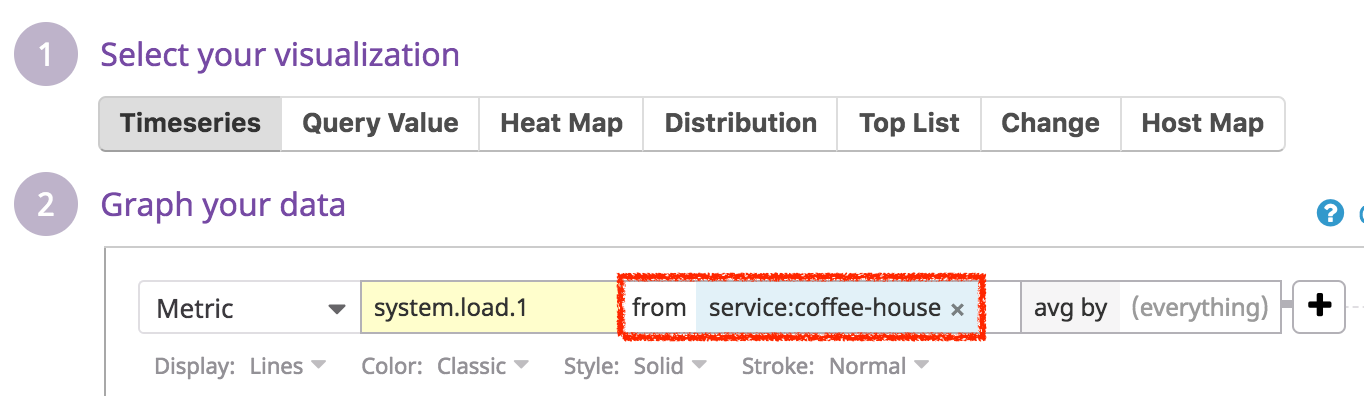 1 Select your visualization
Timeseries Query Value Heat Map Distribution Top List Change Host Map
2 Graph your data
?
Metric system.load.1 from service:coffee-house × avg by (everything) +
Display: Lines Color: Classic Style: Solid Stroke: Normal